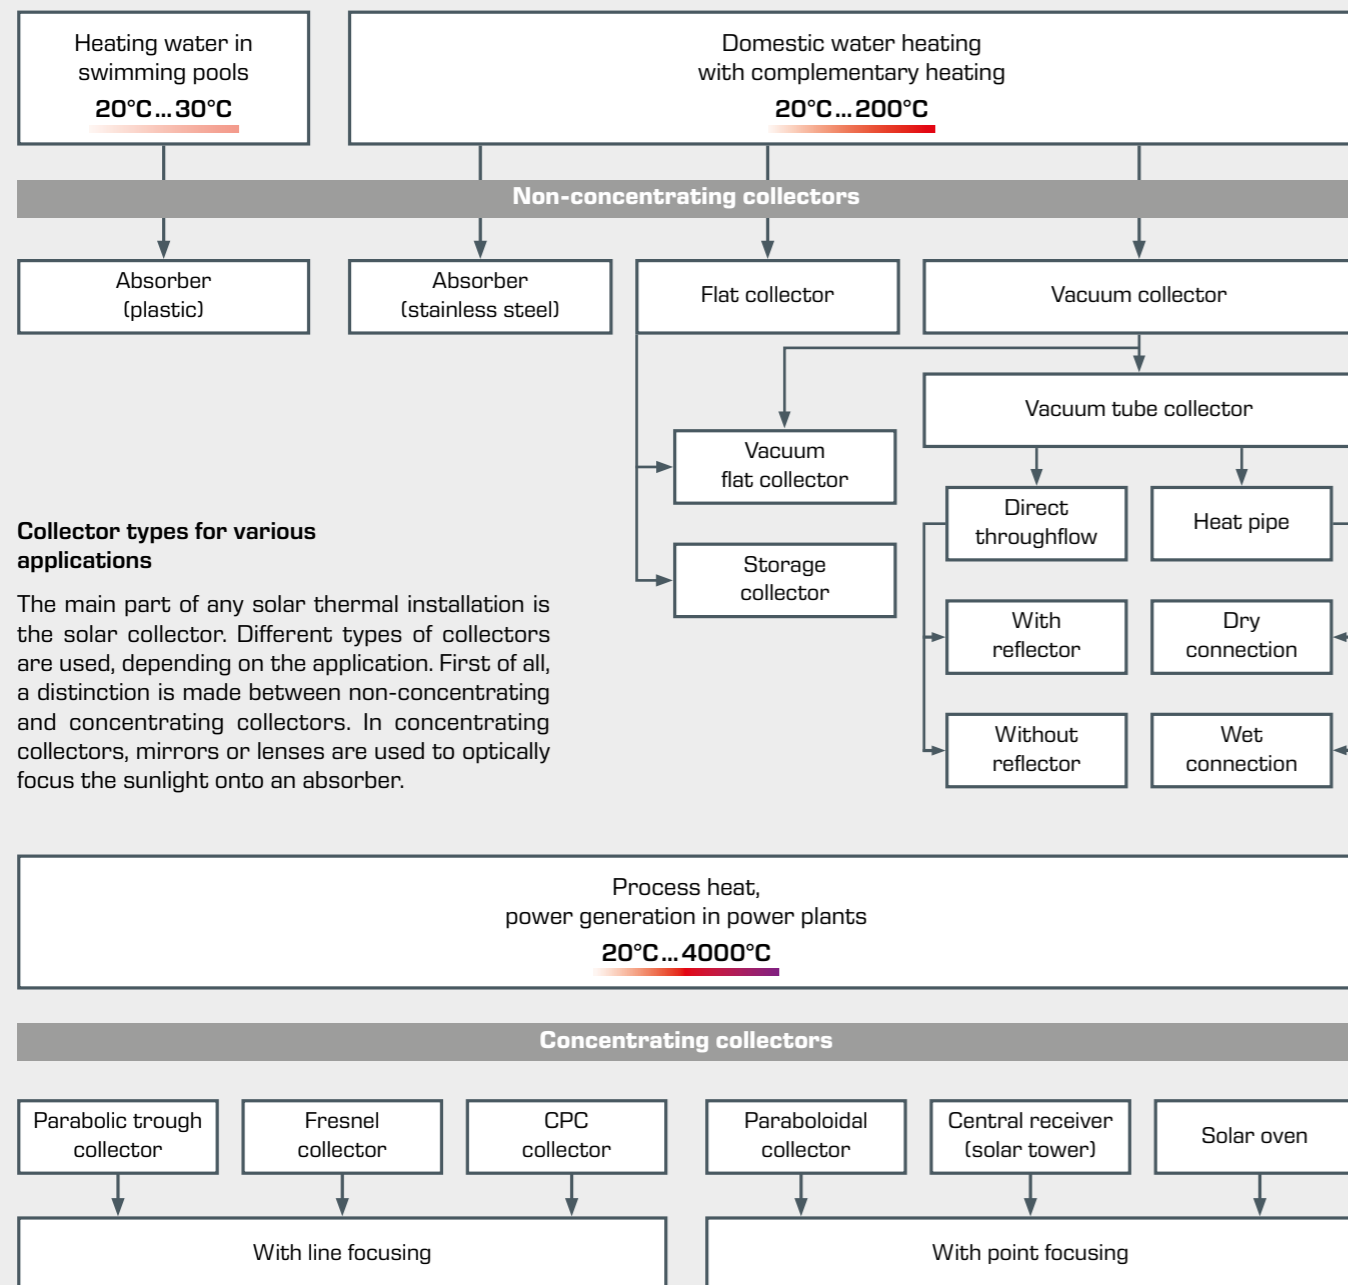 Heating water in
swimming pools
20°C...30°C
Domestic water heating
with complementary heating
20°C...200°C
Non-concentrating collectors
Absorber
(plastic)
Absorber
(stainless steel)
Flat collector
Vacuum collector
Vacuum tube collector
Vacuum
flat collector
Direct
throughflow
Heat pipe
Storage
collector
With
reflector
Dry
connection
Without
reflector
Wet
connection
Collector types for various
applications
The main part of any solar thermal installation is
the solar collector. Different types of collectors
are used, depending on the application. First of all,
a distinction is made between non-concentrating
and concentrating collectors. In concentrating
collectors, mirrors or lenses are used to optically
focus the sunlight onto an absorber.
Process heat,
power generation in power plants
20°C...4000°C
Concentrating collectors
Parabolic trough
collector
Fresnel
collector
CPC
collector
Paraboloidal
collector
Central receiver
(solar tower)
Solar oven
With line focusing
With point focusing